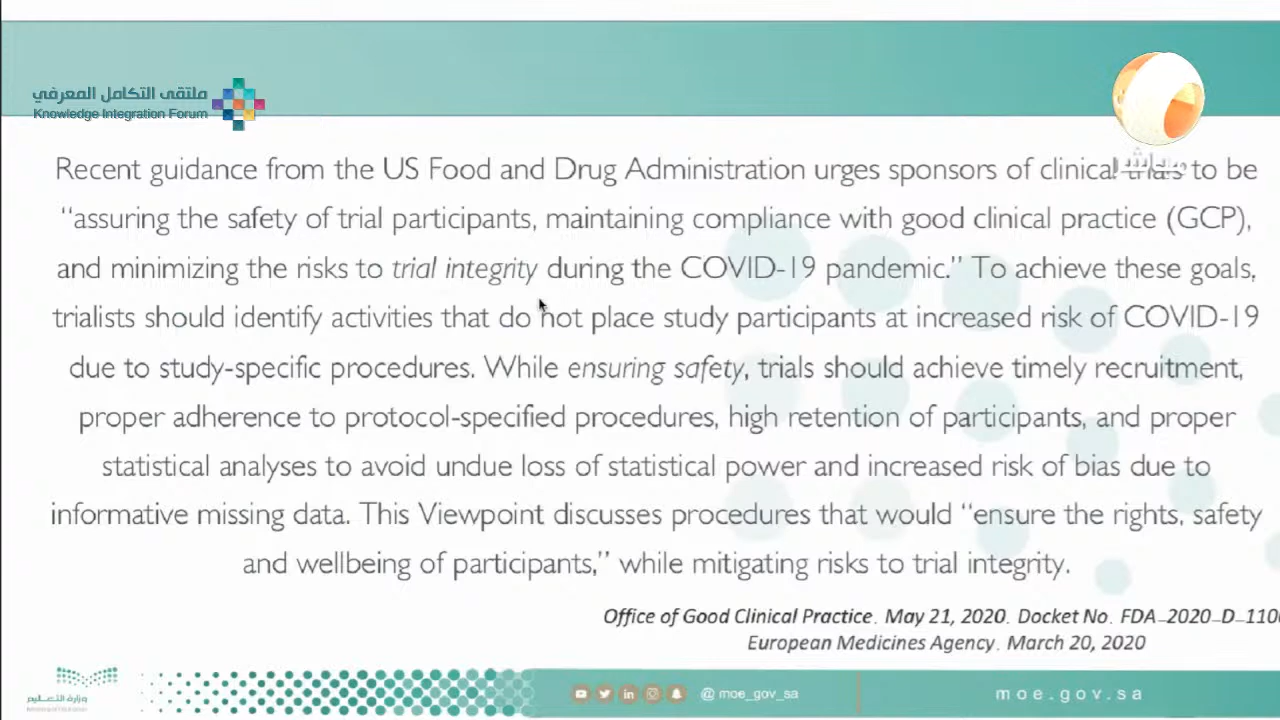 ملتقى التكامل المعرفي
Knowledge Integration Forum
Recent guidance from the US Food and Drug Administration urges sponsors of clinical trials to be
“assuring the safety of trial participants, maintaining compliance with good clinical practice (GCP),
and minimizing the risks to trial integrity during the COVID-19 pandemic.” To achieve these goals,
trialists should identify activities that do not place study participants at increased risk of COVID-19
due to study-specific procedures. While ensuring safety, trials should achieve timely recruitment,
proper adherence to protocol-specified procedures, high retention of participants, and proper
statistical analyses to avoid undue loss of statistical power and increased risk of bias due to
informative missing data. This Viewpoint discusses procedures that would “ensure the rights, safety
and wellbeing of participants,” while mitigating risks to trial integrity.
Office of Good Clinical Practice. May 21, 2020. Docket No. FDA-2020-D-110
European Medicines Agency. March 20, 2020
وزارة التعليم
@moe_gov_sa
moe.gov.sa